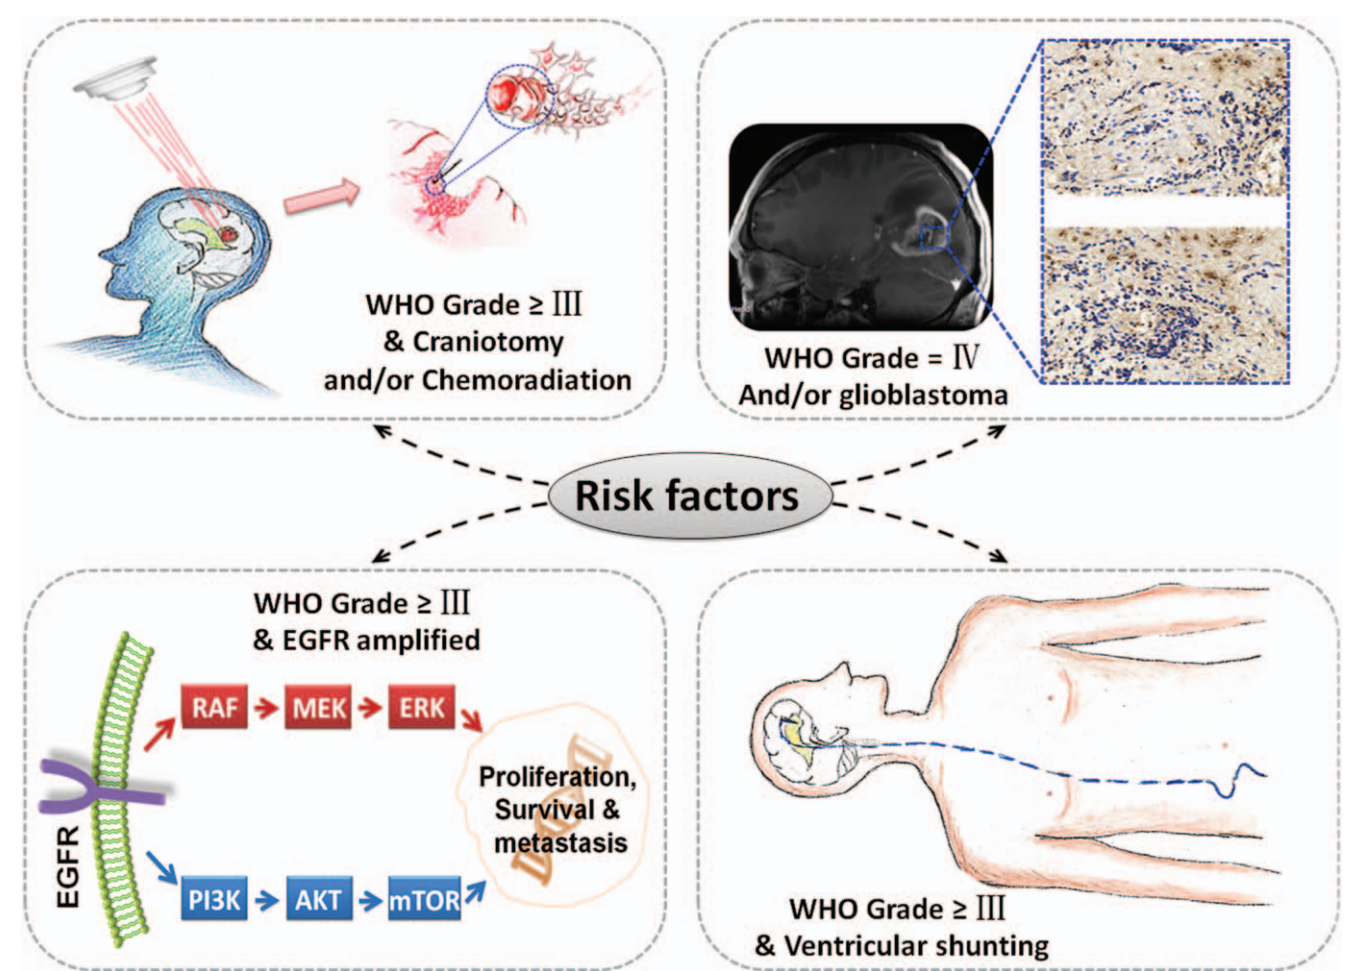 WHO Grade ≥ III
& Craniotomy
and/or Chemoradiation
WHO Grade = IV
And/or glioblastoma
Risk factors
WHO Grade ≥ III
& EGFR amplified
EGFR
RAF
MEK
ERK
PI3K
AKT
mTOR
Proliferation,
Survival &
metastasis
WHO Grade ≥ III
& Ventricular shunting